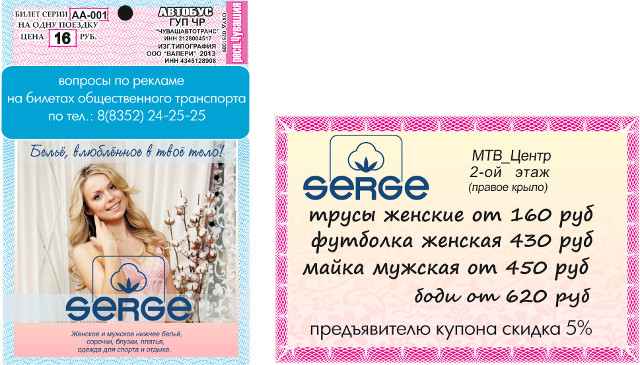 БИЛЕТ СЕРИИ АА-001
НА ОДНУ ПОЕЗДКУ
ЦЕНА 16 РУБ.
АВТОБУС
ГУП ЧР
"ЧУВАШАВТОТРАНС"
ИНН 2128004517
ИЗГ.ТИПОГРАФИЯ
ООО "БАЛЕРИ" 2013
ИНН 4345128908
вопросы по рекламе
на билетах общественного транспорта
по тел.: 8(8352) 24-25-25
Бельё, влюблённое в твоё тело!
SERGE
Женское и мужское нижнее бельё,
сорочки, блузки, платья,
одежда для спорта и отдыха.
SERGE
МТВ_Центр
2-ой этаж
(правое крыло)
трусы женские от 160 руб
футболка женская 430 руб
майка мужская от 450 руб
боди от 620 руб
предъявителю купона скидка 5%